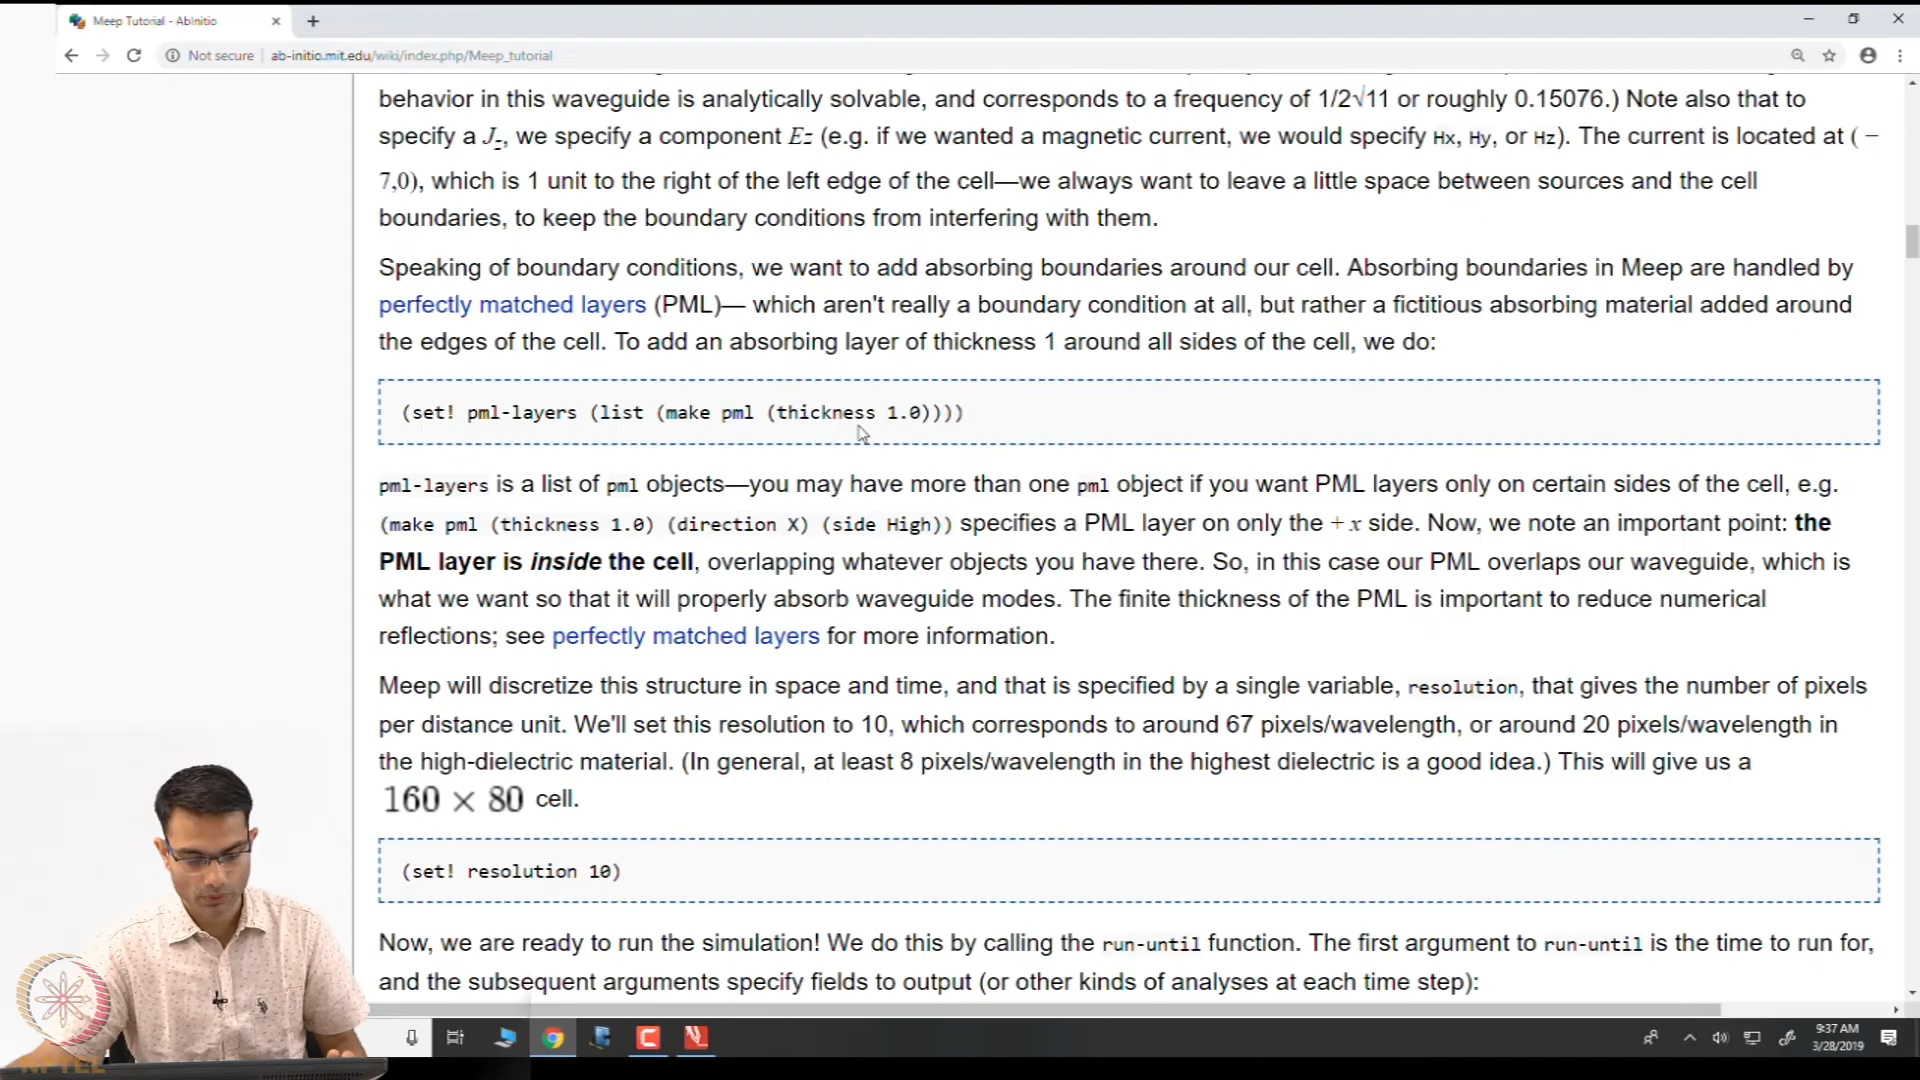 Meep Tutorial - AbInitio
Not secure | ab-initio.mit.edu/wiki/index.php/Meep_tutorial
behavior in this waveguide is analytically solvable, and corresponds to a frequency of 1/2√11 or roughly 0.15076.) Note also that to
specify a Jz, we specify a component Ez (e.g. if we wanted a magnetic current, we would specify Hx, Hy, or Hz). The current is located at ( −
7,0), which is 1 unit to the right of the left edge of the cell—we always want to leave a little space between sources and the cell
boundaries, to keep the boundary conditions from interfering with them.
Speaking of boundary conditions, we want to add absorbing boundaries around our cell. Absorbing boundaries in Meep are handled by
perfectly matched layers (PML)— which aren't really a boundary condition at all, but rather a fictitious absorbing material added around
the edges of the cell. To add an absorbing layer of thickness 1 around all sides of the cell, we do:
(set! pml-layers (list (make pml (thickness 1.0))))
pml-layers is a list of pml objects—you may have more than one pml object if you want PML layers only on certain sides of the cell, e.g.
(make pml (thickness 1.0) (direction X) (side High)) specifies a PML layer on only the + x side. Now, we note an important point: the
PML layer is inside the cell, overlapping whatever objects you have there. So, in this case our PML overlaps our waveguide, which is
what we want so that it will properly absorb waveguide modes. The finite thickness of the PML is important to reduce numerical
reflections; see perfectly matched layers for more information.
Meep will discretize this structure in space and time, and that is specified by a single variable, resolution, that gives the number of pixels
per distance unit. We'll set this resolution to 10, which corresponds to around 67 pixels/wavelength, or around 20 pixels/wavelength in
the high-dielectric material. (In general, at least 8 pixels/wavelength in the highest dielectric is a good idea.) This will give us a
160 × 80 cell.
(set! resolution 10)
Now, we are ready to run the simulation! We do this by calling the run-until function. The first argument to run-until is the time to run for,
and the subsequent arguments specify fields to output (or other kinds of analyses at each time step):
9:37 AM
3/28/2019
NPTEL